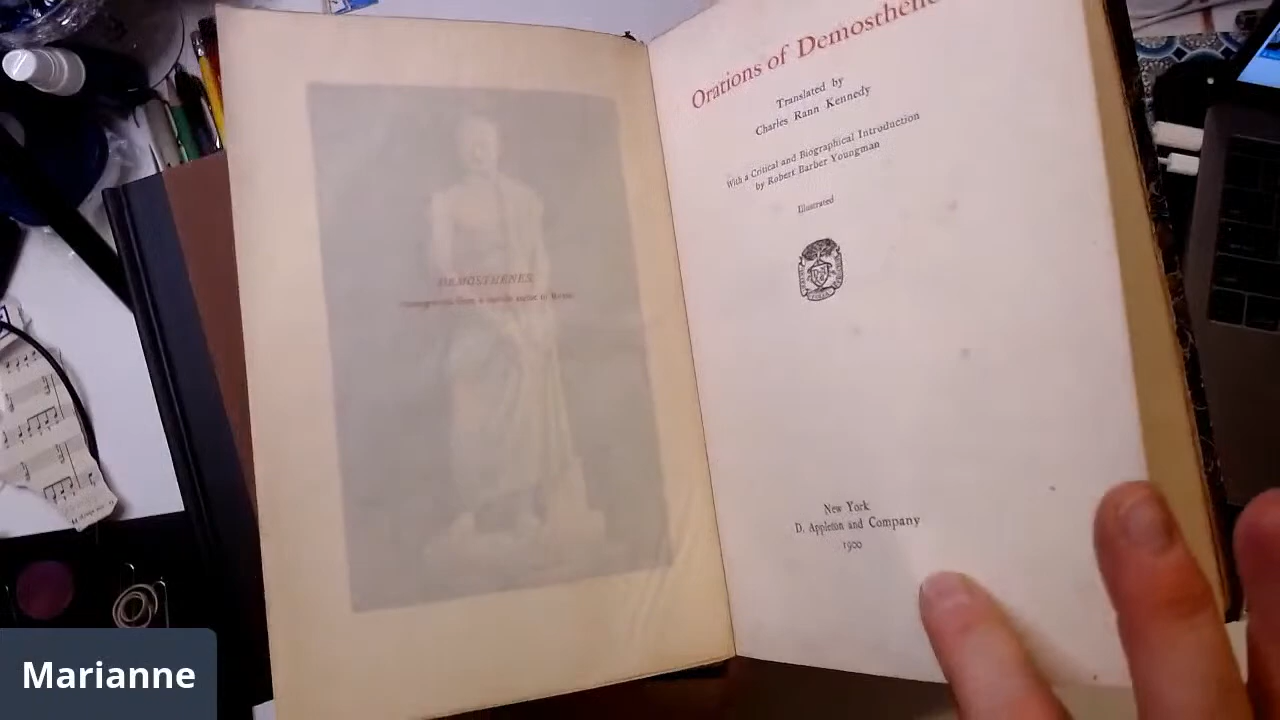 DEMOSTHENES
Orations of Demosthene
Translated by
Charles Rann Kennedy
With a Critical and Biographical Introduction
by Robert Barber Youngman
Illustrated
New York
D. Appleton and Company
1900
Marianne